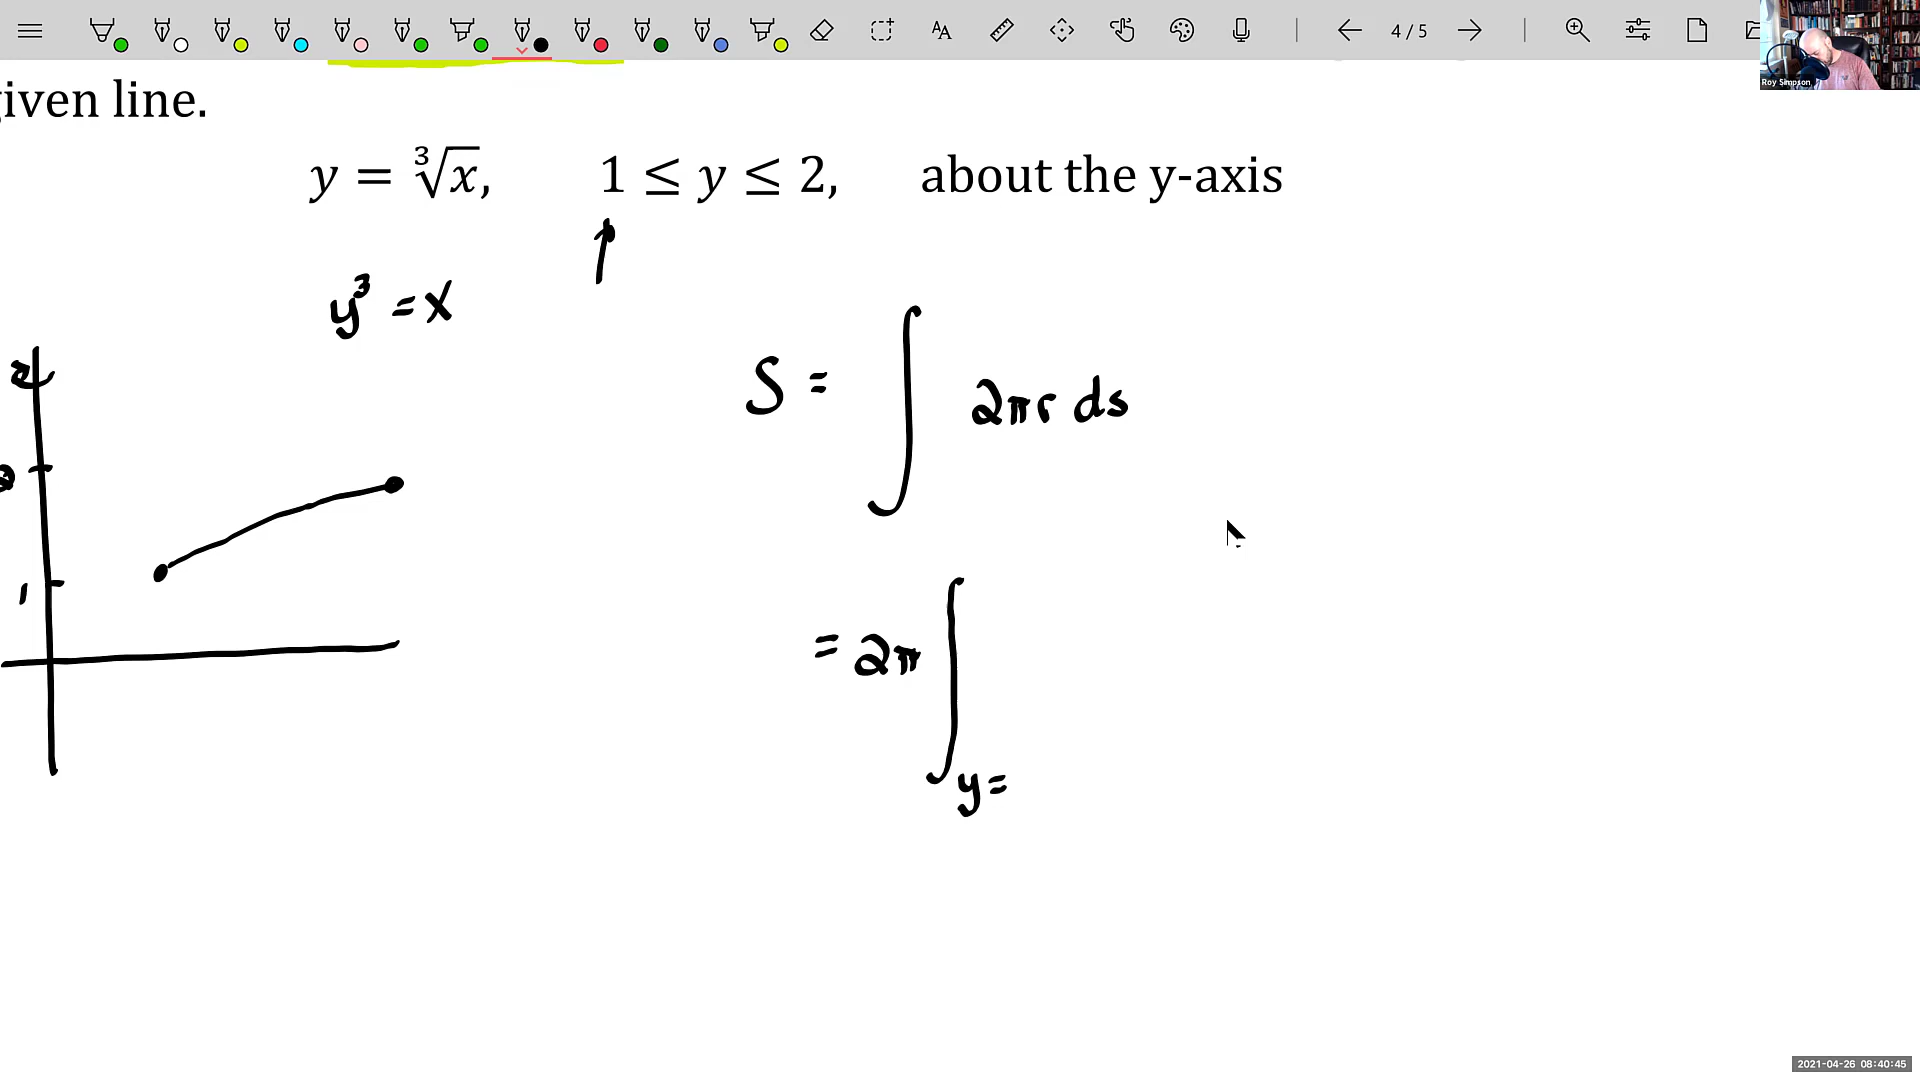 4 / 5
Roy Simpson
given line.
y = ∛x, 1 ≤ y ≤ 2, about the y-axis
y³ = x
S = ∫ 2πr ds
2
1
= 2π ∫
y=
2021-04-26 08:40:45